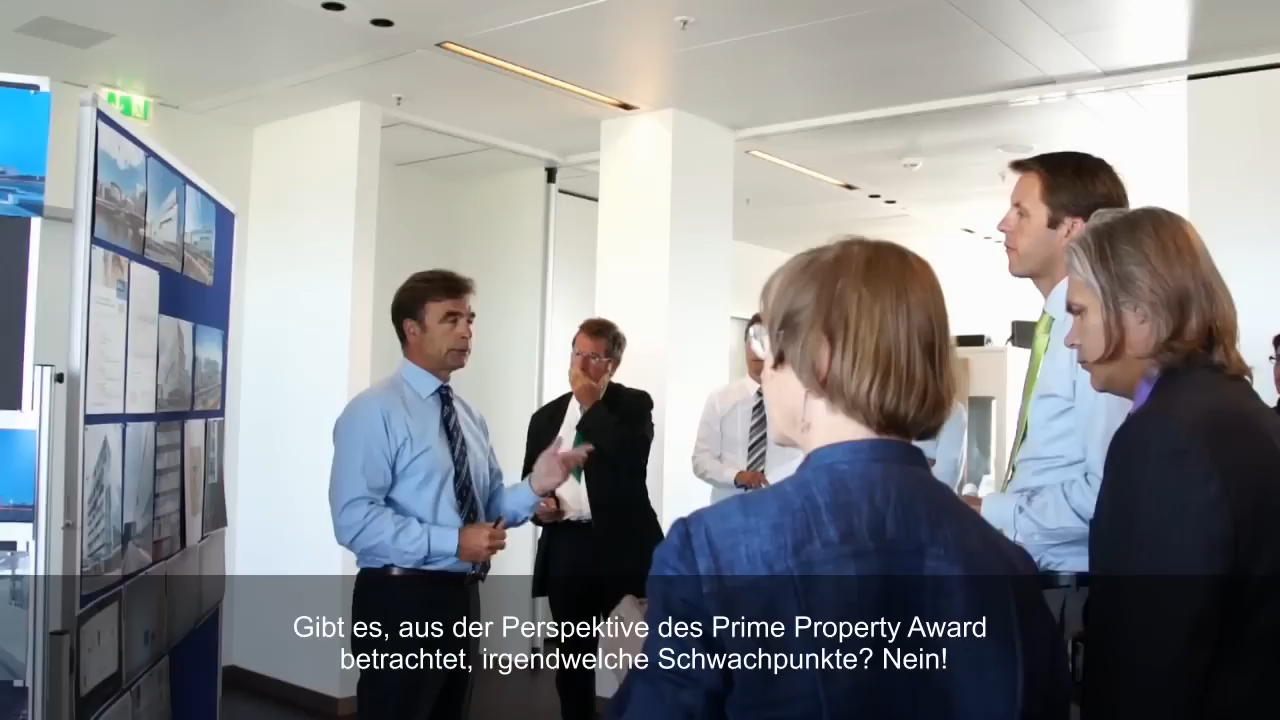 Gibt es, aus der Perspektive des Prime Property Award
betrachtet, irgendwelche Schwachpunkte? Nein!